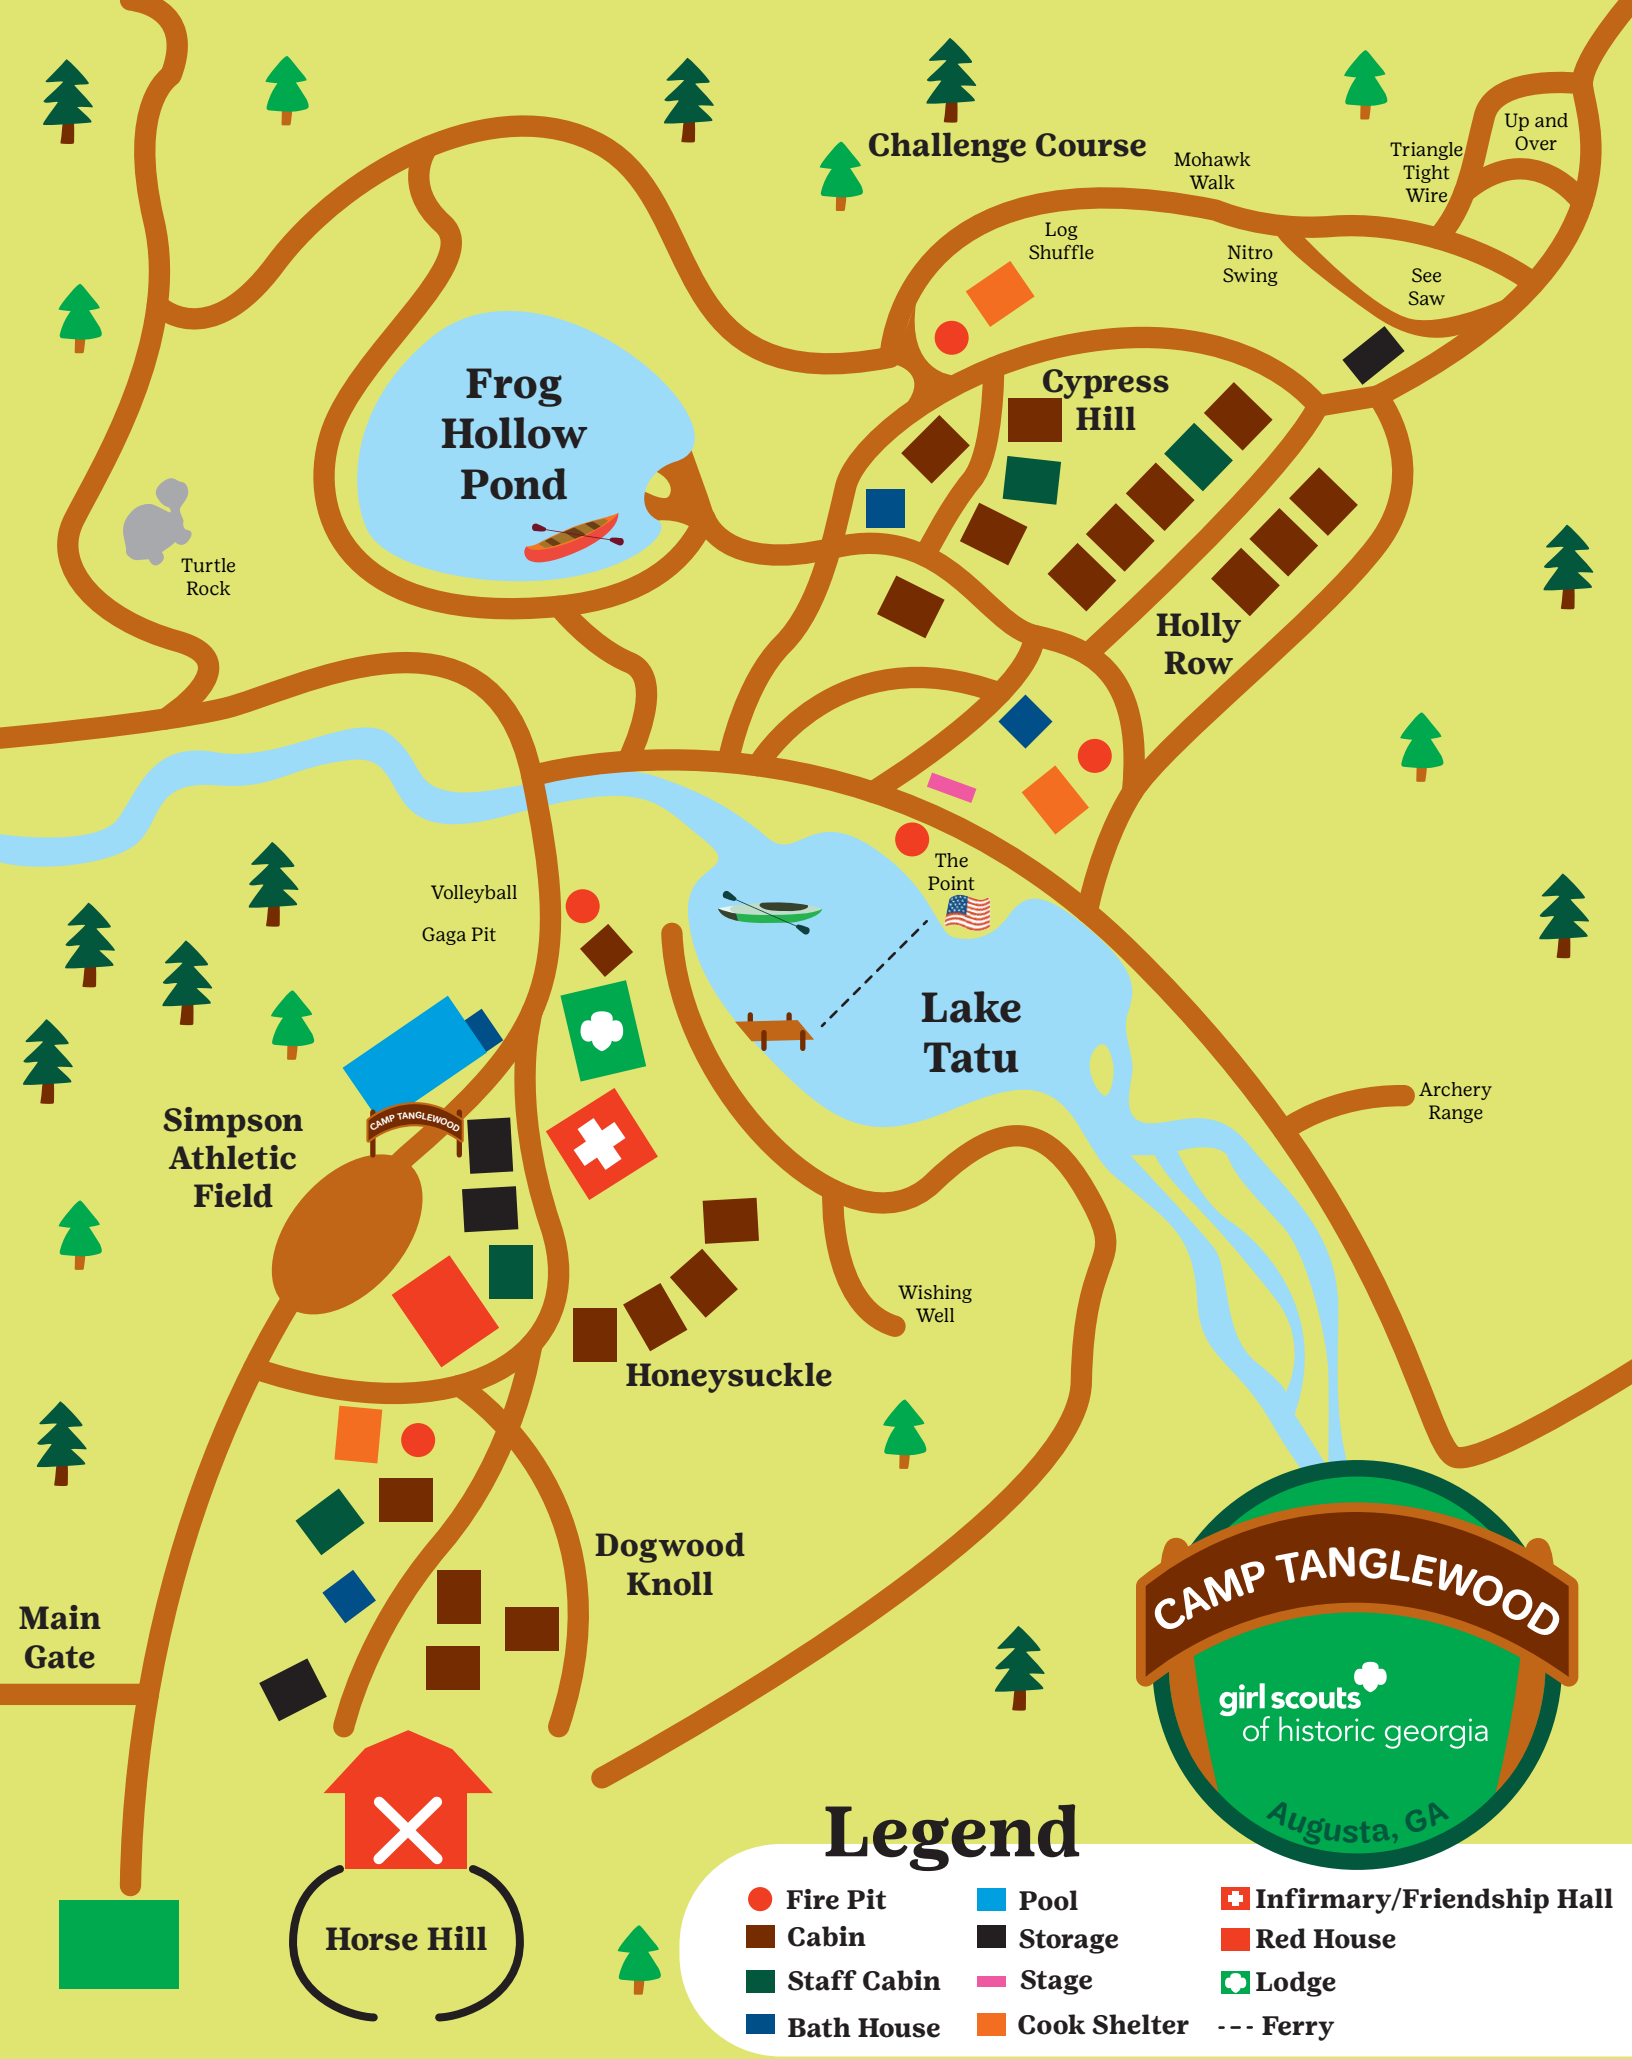 Challenge Course
Mohawk
Walk
Triangle
Tight
Wire
Up and
Over
Log
Shuffle
Nitro
Swing
See
Saw
Frog
Hollow
Pond
Cypress
Hill
Turtle
Rock
Holly
Row
Volleyball
Gaga Pit
The
Point
Lake
Tatu
Archery
Range
CAMP TANGLEWOOD
Simpson
Athletic
Field
Wishing
Well
Honeysuckle
Dogwood
Knoll
Main
Gate
CAMP TANGLEWOOD
girl scouts
of historic georgia
Augusta, GA
Horse Hill
Legend
Fire Pit
Cabin
Staff Cabin
Bath House
Pool
Storage
Stage
Cook Shelter
Infirmary/Friendship Hall
Red House
Lodge
Ferry